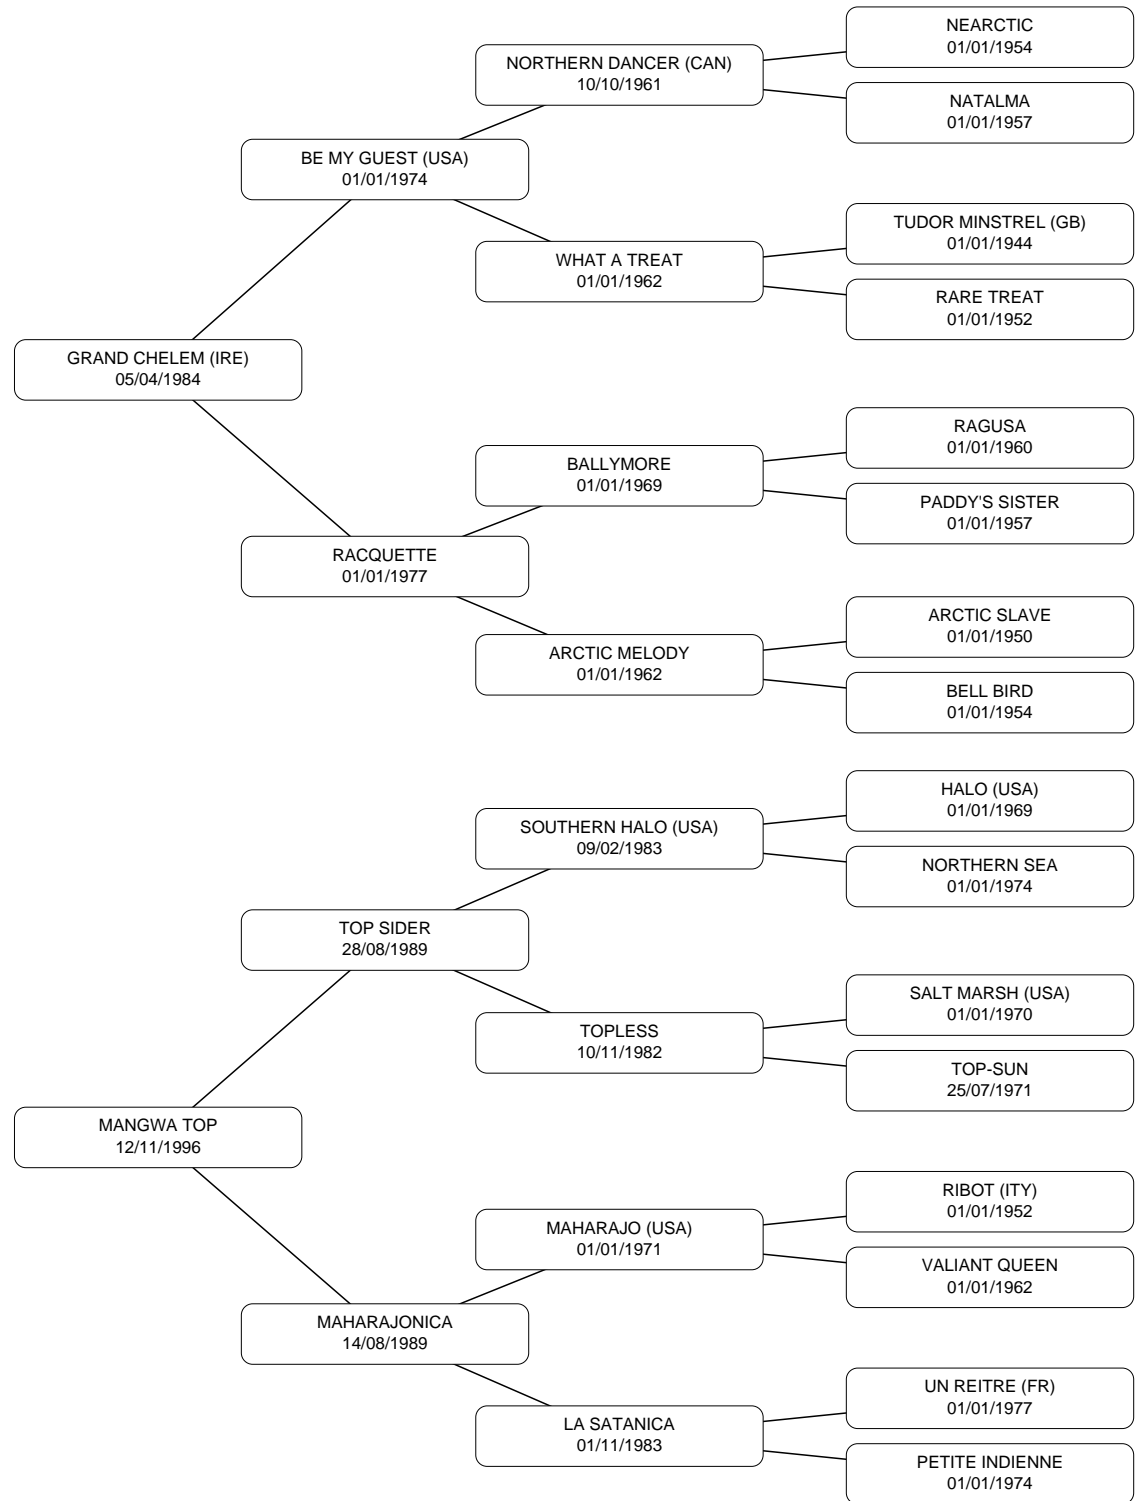 NEARCTIC
01/01/1954
NORTHERN DANCER (CAN)
10/10/1961
NATALMA
01/01/1957
BE MY GUEST (USA)
01/01/1974
TUDOR MINSTREL (GB)
01/01/1944
WHAT A TREAT
01/01/1962
RARE TREAT
01/01/1952
GRAND CHELEM (IRE)
05/04/1984
RAGUSA
01/01/1960
BALLYMORE
01/01/1969
PADDY'S SISTER
01/01/1957
RACQUETTE
01/01/1977
ARCTIC SLAVE
01/01/1950
ARCTIC MELODY
01/01/1962
BELL BIRD
01/01/1954
HALO (USA)
01/01/1969
SOUTHERN HALO (USA)
09/02/1983
NORTHERN SEA
01/01/1974
TOP SIDER
28/08/1989
SALT MARSH (USA)
01/01/1970
TOPLESS
10/11/1982
TOP-SUN
25/07/1971
MANGWA TOP
12/11/1996
RIBOT (ITY)
01/01/1952
MAHARAJO (USA)
01/01/1971
VALIANT QUEEN
01/01/1962
MAHARAJONICA
14/08/1989
UN REITRE (FR)
01/01/1977
LA SATANICA
01/11/1983
PETITE INDIENNE
01/01/1974